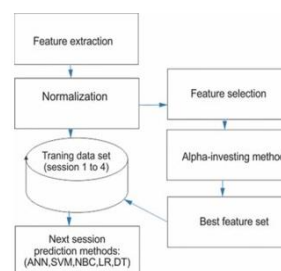 Feature extraction
Normalization
Feature selection
Traning data set
(session 1 to 4)
Alpha-investing method
Best feature set
Next session
prediction methods:
(ANN,SVM,NBC,LR,DT)